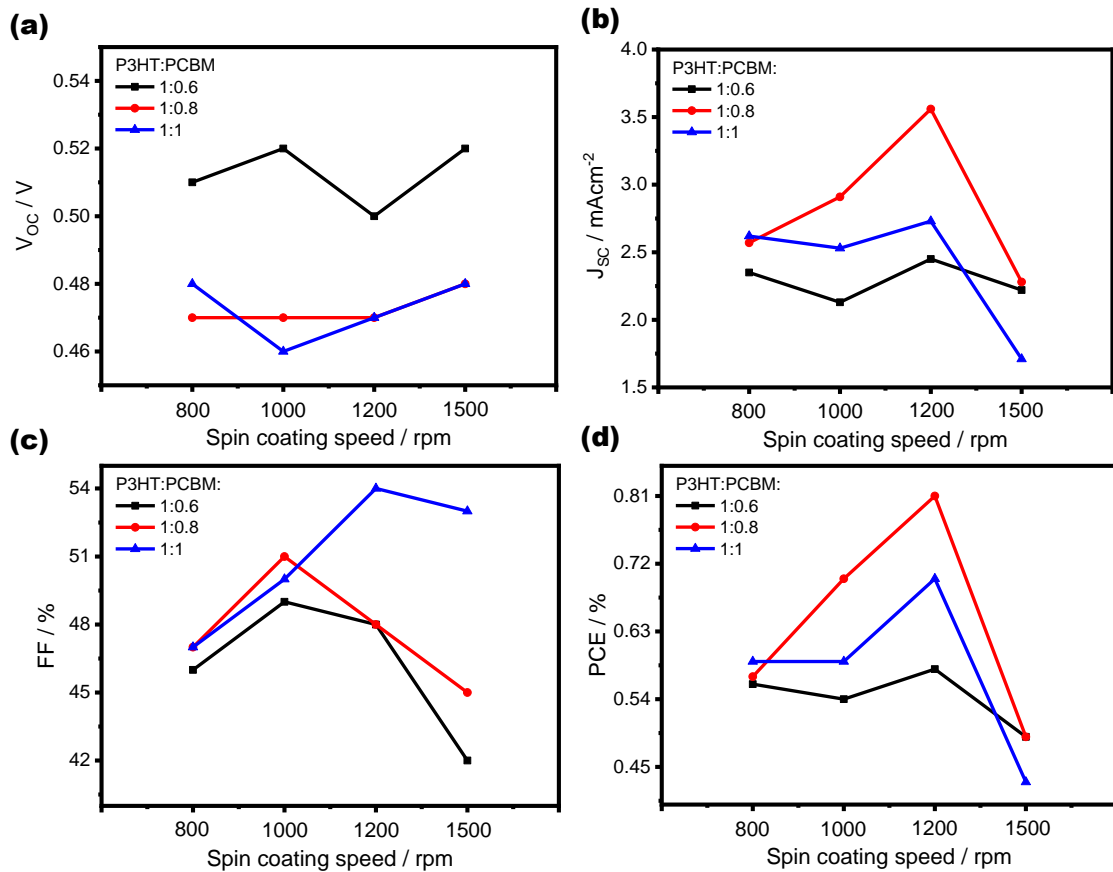 (a)
P3HT:PCBM
1:0.6
1:0.8
1:1
0.54
0.52
0.50
0.48
0.46
V_OC / V
800 1000 1200 1500
Spin coating speed / rpm
(b)
P3HT:PCBM:
1:0.6
1:0.8
1:1
4.0
3.5
3.0
2.5
2.0
1.5
J_SC / mAcm^-2
800 1000 1200 1500
Spin coating speed / rpm
(c)
P3HT:PCBM:
1:0.6
1:0.8
1:1
54
51
48
45
42
FF / %
800 1000 1200 1500
Spin coating speed / rpm
(d)
P3HT:PCBM:
1:0.6
1:0.8
1:1
0.81
0.72
0.63
0.54
0.45
PCE / %
800 1000 1200 1500
Spin coating speed / rpm